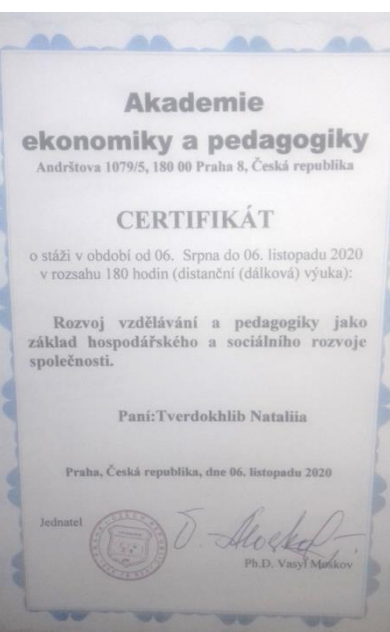 Akademie
ekonomiky a pedagogiky
Andrštova 1079/5, 180 00 Praha 8, Česká republika
CERTIFIKÁT
o stáži v období od 06. Srpna do 06. listopadu 2020
v rozsahu 180 hodin (distanční (dálková) výuka):
Rozvoj vzdělávání a pedagogiky jako
základ hospodářského a sociálního rozvoje
společnosti.
Paní:Tverdokhlib Nataliia
Praha, Česká republika, dne 06. listopadu 2020
Jednatel
Ph.D. Vasyl Moskov